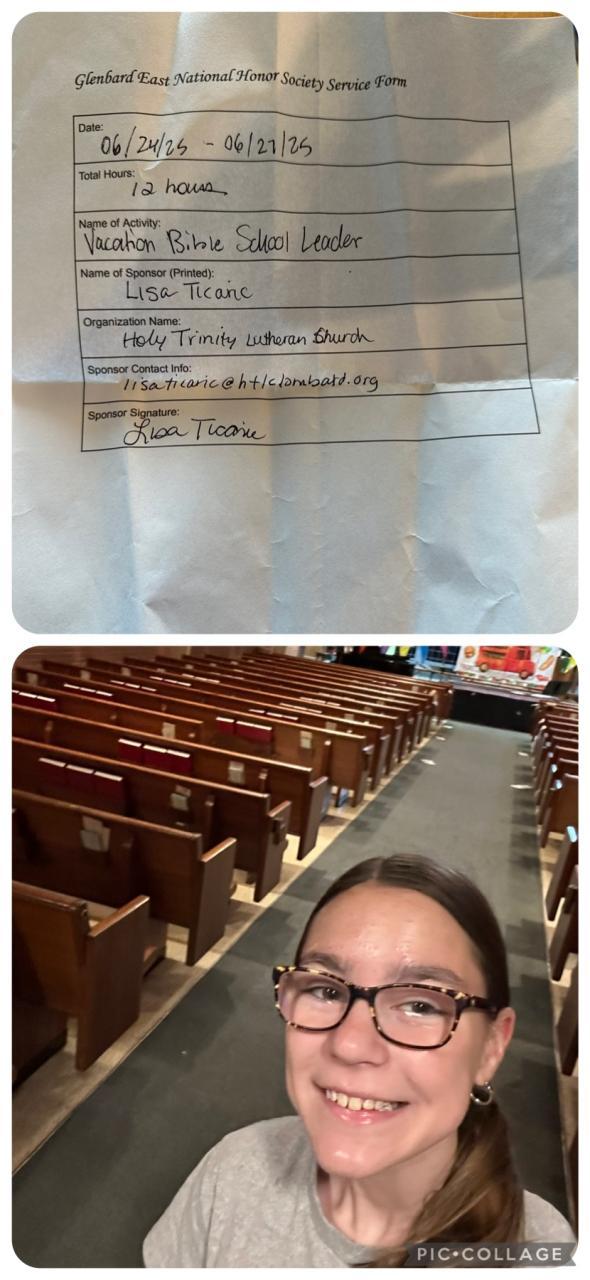 Glenbard East National Honor Society Service Form
Date:
06/24/25 - 06/27/25
Total Hours:
12 hours
Name of Activity:
Vacation Bible School Leader
Name of Sponsor (Printed):
Lisa Ticaric
Organization Name:
Holy Trinity Lutheran Church
Sponsor Contact Info:
lisaticaric@htlclombard.org
Sponsor Signature:
Lisa Ticaric
PIC•COLLAGE